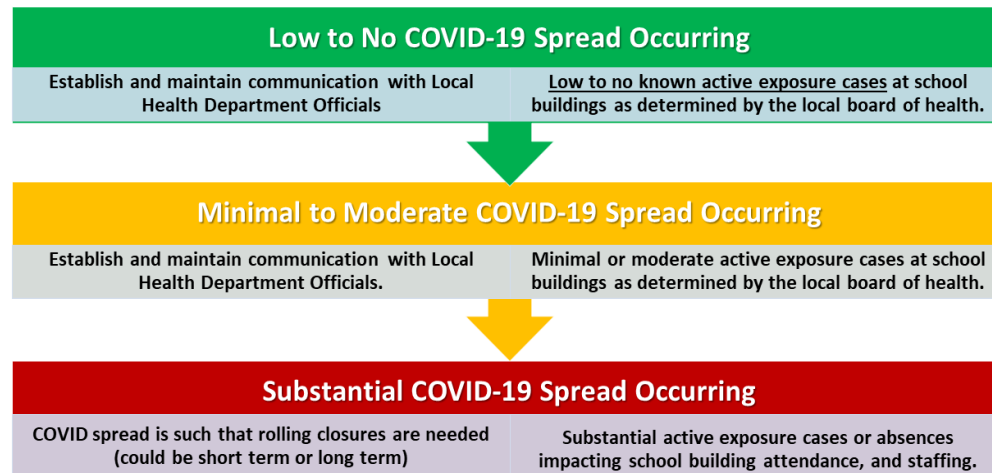 Low to No COVID-19 Spread Occurring
Establish and maintain communication with Local
Health Department Officials
Low to no known active exposure cases at school
buildings as determined by the local board of health.
Minimal to Moderate COVID-19 Spread Occurring
Establish and maintain communication with Local
Health Department Officials.
Minimal or moderate active exposure cases at school
buildings as determined by the local board of health.
Substantial COVID-19 Spread Occurring
COVID spread is such that rolling closures are needed
(could be short term or long term)
Substantial active exposure cases or absences
impacting school building attendance, and staffing.